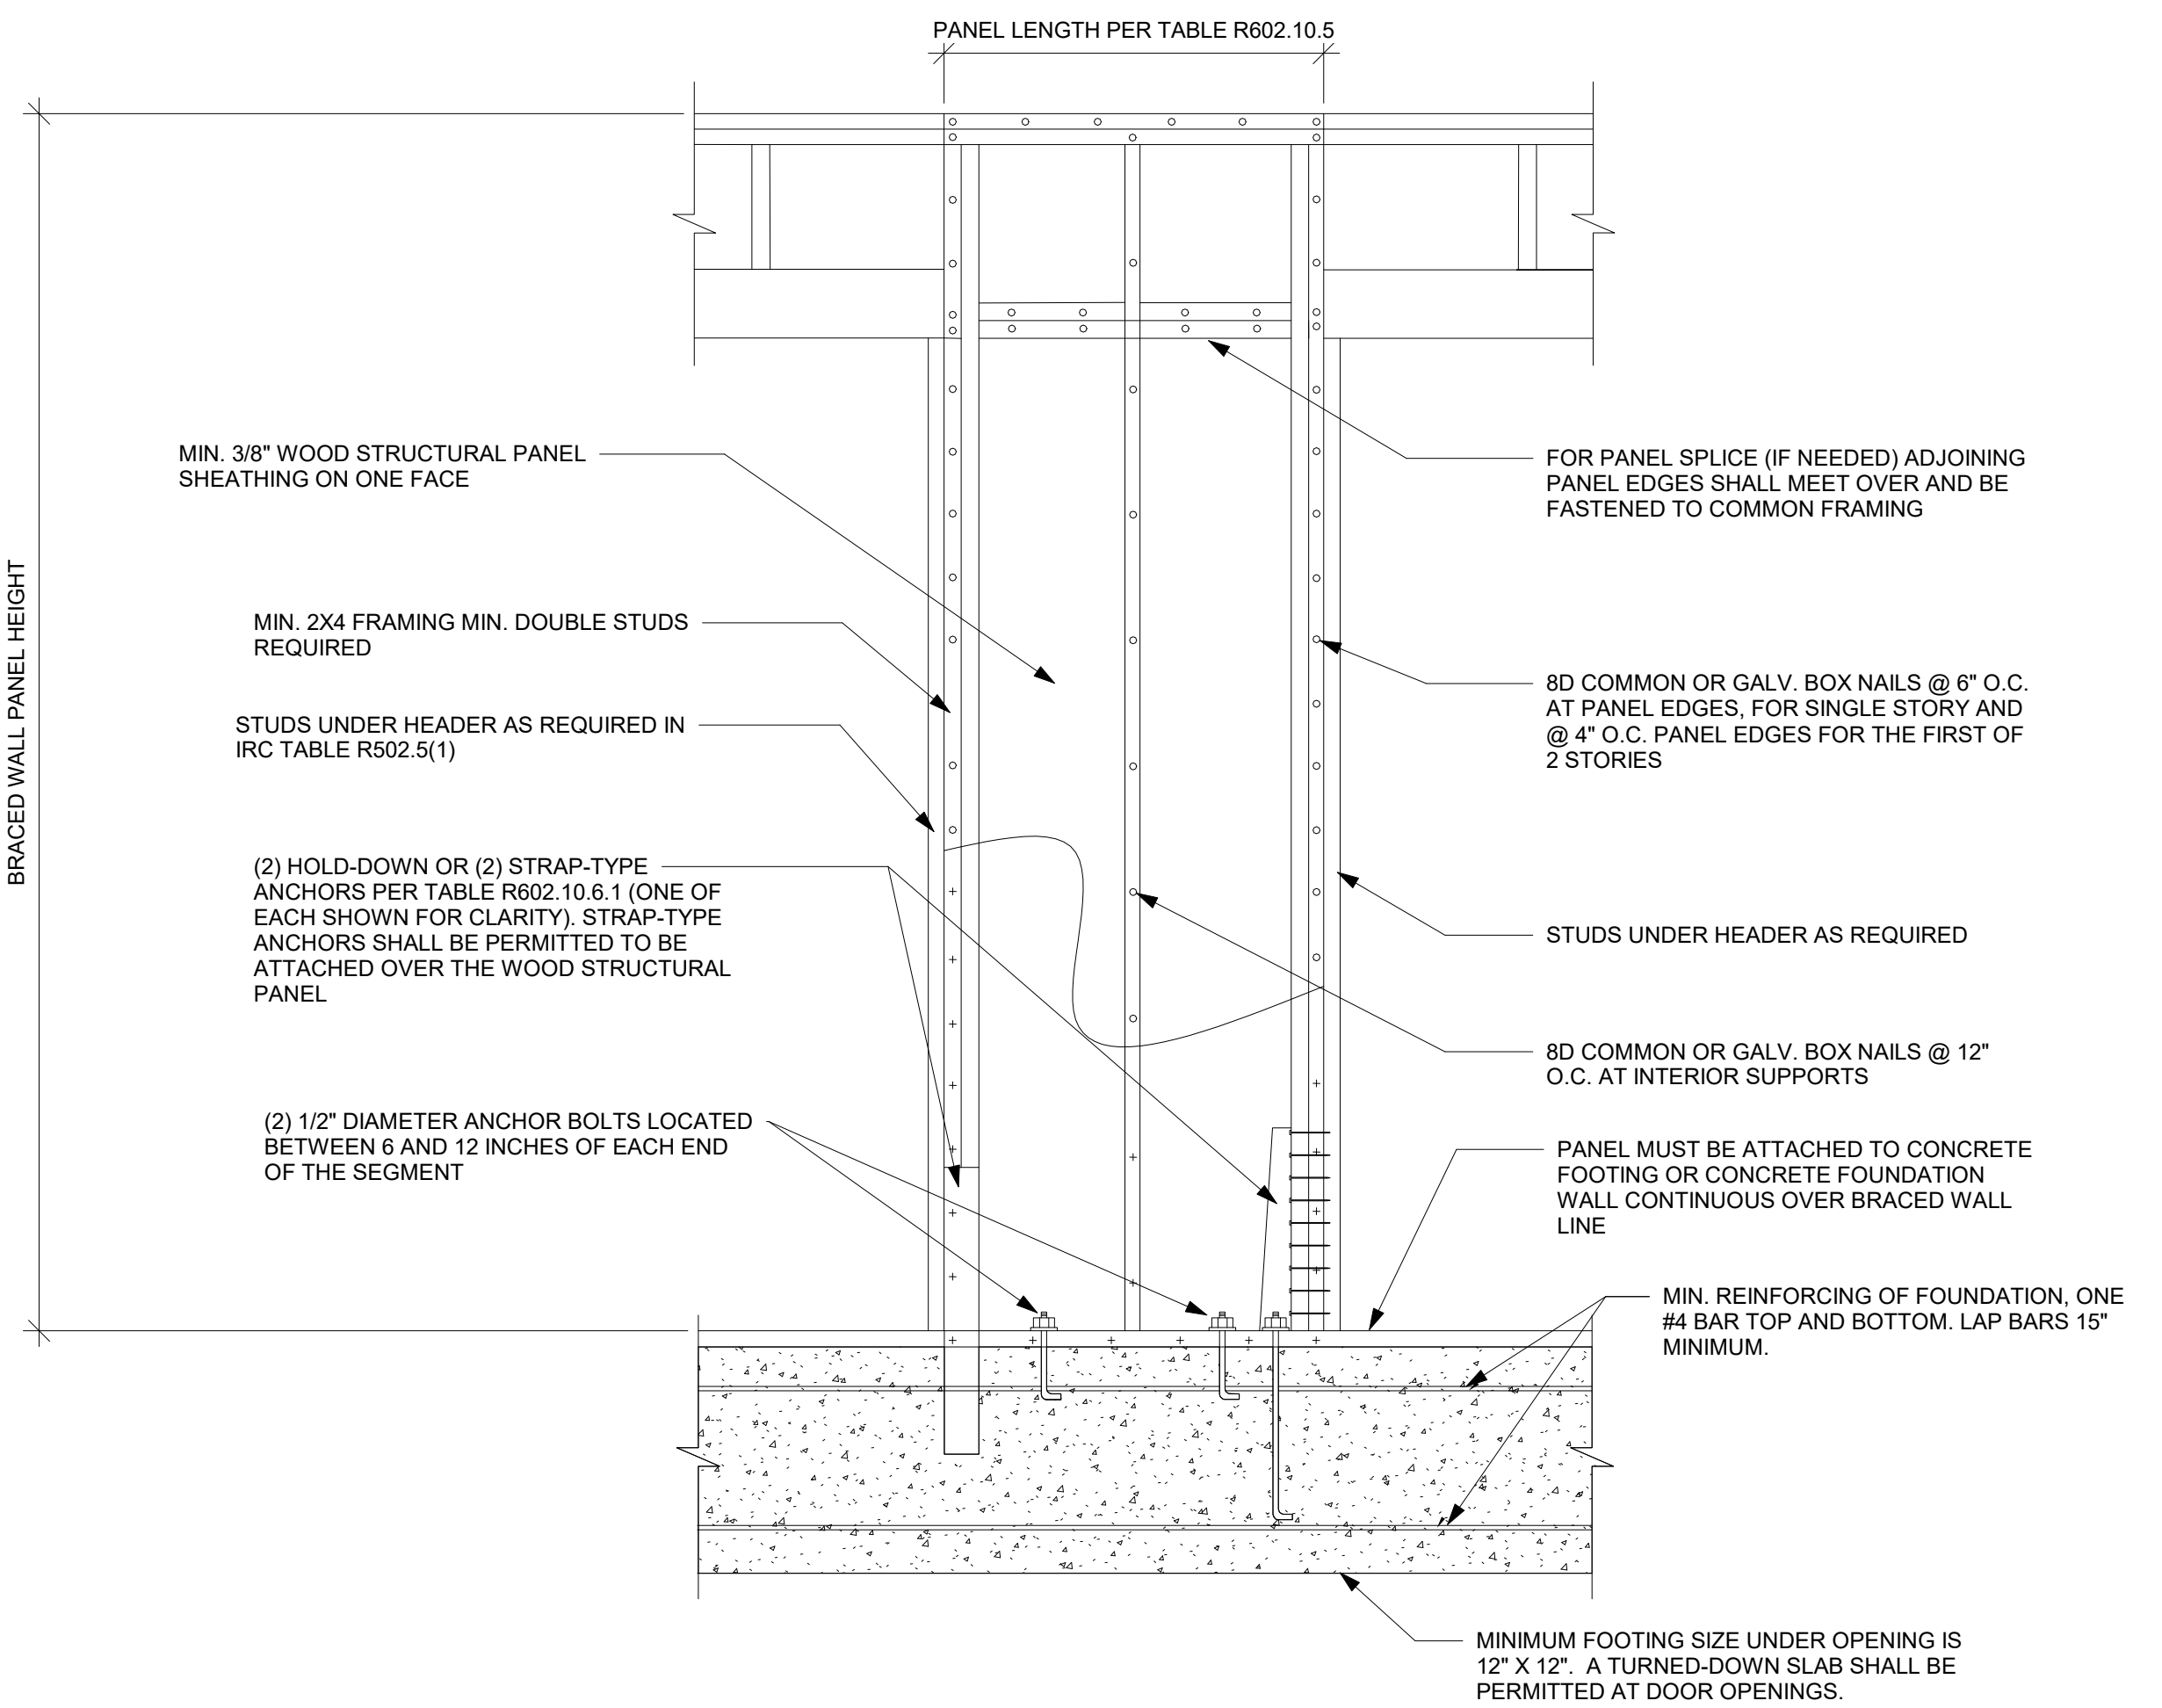 PANEL LENGTH PER TABLE R602.10.5
BRACED WALL PANEL HEIGHT
MIN. 3/8" WOOD STRUCTURAL PANEL
SHEATHING ON ONE FACE
MIN. 2X4 FRAMING MIN. DOUBLE STUDS
REQUIRED
STUDS UNDER HEADER AS REQUIRED IN
IRC TABLE R502.5(1)
(2) HOLD-DOWN OR (2) STRAP-TYPE
ANCHORS PER TABLE R602.10.6.1 (ONE OF
EACH SHOWN FOR CLARITY). STRAP-TYPE
ANCHORS SHALL BE PERMITTED TO BE
ATTACHED OVER THE WOOD STRUCTURAL
PANEL
(2) 1/2" DIAMETER ANCHOR BOLTS LOCATED
BETWEEN 6 AND 12 INCHES OF EACH END
OF THE SEGMENT
FOR PANEL SPLICE (IF NEEDED) ADJOINING
PANEL EDGES SHALL MEET OVER AND BE
FASTENED TO COMMON FRAMING
8D COMMON OR GALV. BOX NAILS @ 6" O.C.
AT PANEL EDGES, FOR SINGLE STORY AND
@ 4" O.C. PANEL EDGES FOR THE FIRST OF
2 STORIES
STUDS UNDER HEADER AS REQUIRED
8D COMMON OR GALV. BOX NAILS @ 12"
O.C. AT INTERIOR SUPPORTS
PANEL MUST BE ATTACHED TO CONCRETE
FOOTING OR CONCRETE FOUNDATION
WALL CONTINUOUS OVER BRACED WALL
LINE
MIN. REINFORCING OF FOUNDATION, ONE
#4 BAR TOP AND BOTTOM. LAP BARS 15"
MINIMUM.
MINIMUM FOOTING SIZE UNDER OPENING IS
12" X 12".  A TURNED-DOWN SLAB SHALL BE
PERMITTED AT DOOR OPENINGS.